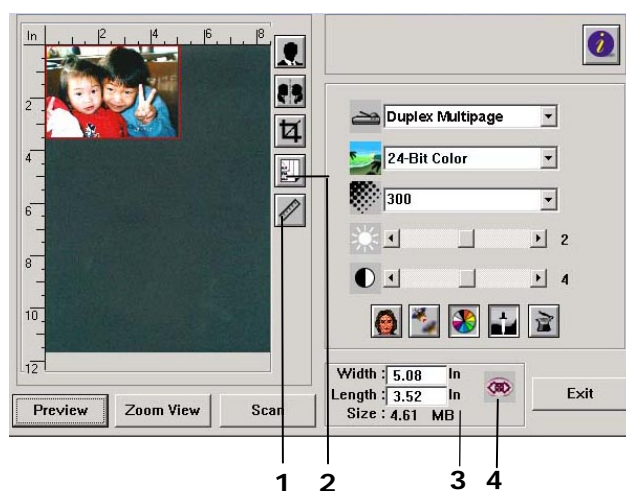 In 2 4 6 8
2
4
6
8
10
12
Duplex Multipage
24-Bit Color
300
2
4
Width : 5.08 In
Length : 3.52 In
Size : 4.61 MB
Preview Zoom View Scan Exit
1 2 3 4